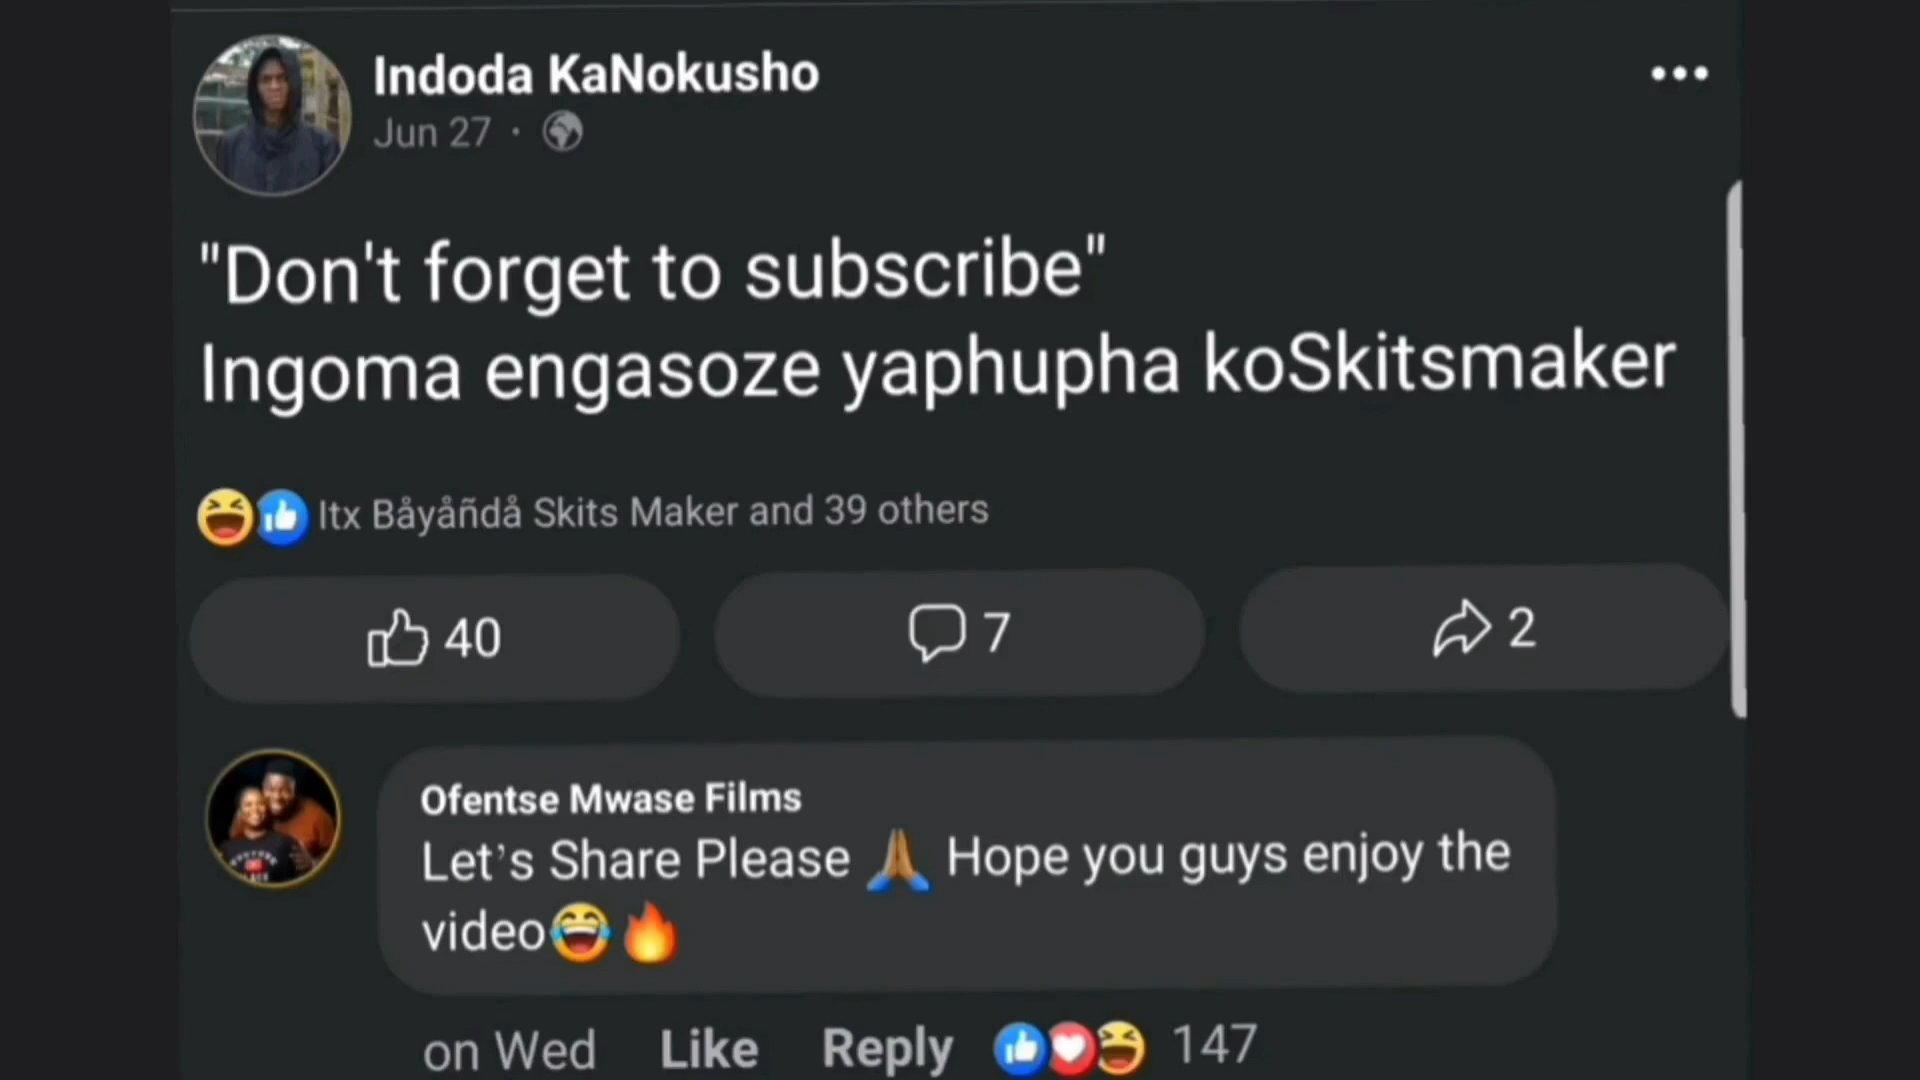 Indoda KaNokusho
Jun 27 ·
"Don't forget to subscribe"
Ingoma engasoze yaphupha koSkitsmaker
Itx Båyåñdå Skits Maker and 39 others
40
7
2
Ofentse Mwase Films
Let's Share Please 🙏🏾 Hope you guys enjoy the
video😂🔥
on Wed Like Reply 147